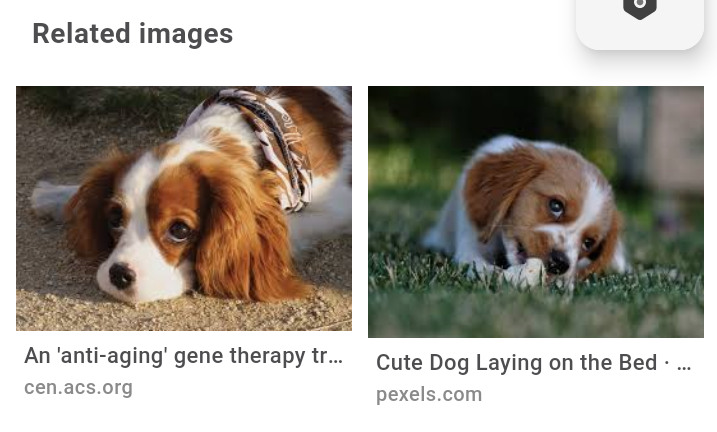 Related images
An 'anti-aging' gene therapy tr...
cen.acs.org
Cute Dog Laying on the Bed · ...
pexels.com